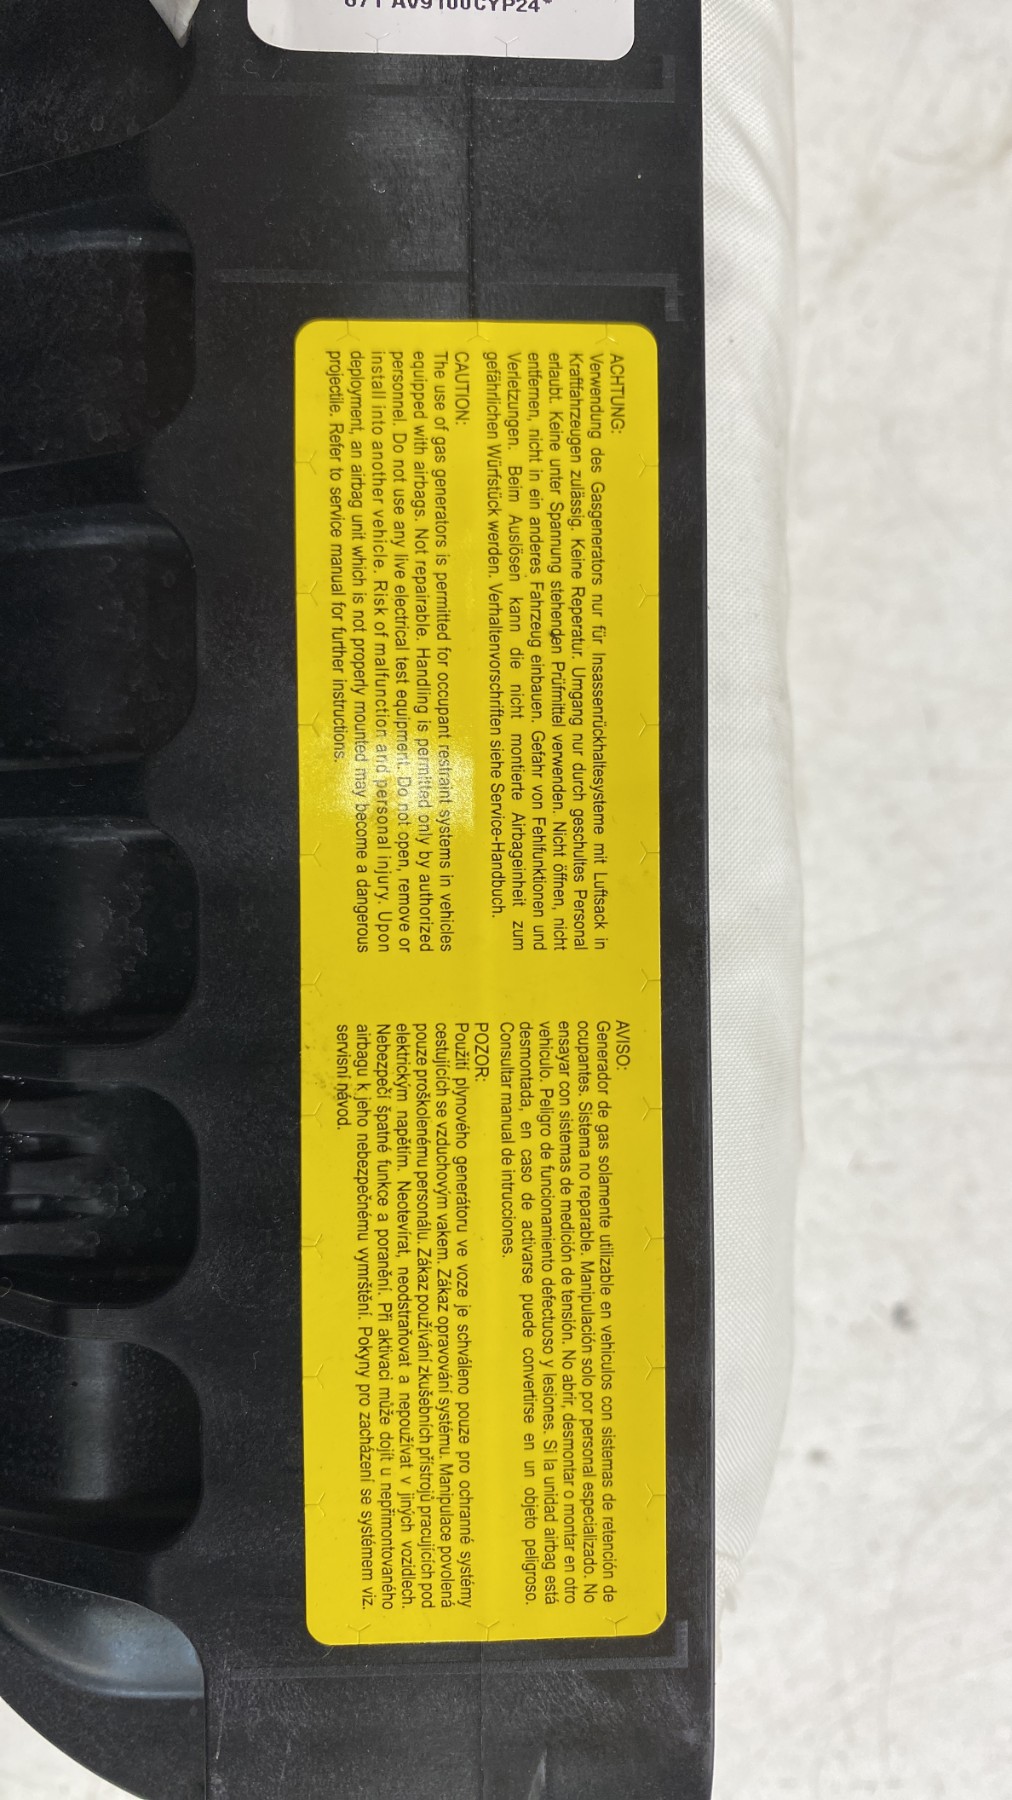 ACHTUNG:
Verwendung des Gasgenerators nur für Insassenrückhaltesysteme mit Luftsack in
Kraftfahrzeugen zulässig. Keine Reperatur. Umgang nur durch geschultes Personal
erlaubt. Keine unter Spannung stehenden Prüfmittel verwenden. Nicht öffnen, nicht
entfernen, nicht in ein anderes Fahrzeug einbauen. Gefahr von Fehlfunktionen und
Verletzungen. Beim Auslösen kann die nicht montierte Airbageinheit zum
gefährlichen Würfstück werden. Verhaltenvorschriften siehe Service-Handbuch.
CAUTION:
The use of gas generators is permitted for occupant restraint systems in vehicles
equipped with airbags. Not repairable. Handling is permitted only by authorized
personnel. Do not use any live electrical test equipment. Do not open, remove or
install into another vehicle. Risk of malfunction and personal injury. Upon
deployment, an airbag unit which is not properly mounted may become a dangerous
projectile. Refer to service manual for further instructions.
AVISO:
Generador de gas solamente utilizable en vehiculos con sistemas de retención de
ocupantes. Sistema no reparable. Manipulación solo por personal especializado. No
ensayar con sistemas de medición de tensión. No abrir, desmontar o montar en otro
vehiculo. Peligro de funcionamiento defectuoso y lesiones. Si la unidad airbag está
desmontada, en caso de activarse puede convertirse en un objeto peligroso.
Consultar manual de intrucciones.
POZOR:
Použití plynového generátoru ve voze je schváleno pouze pro ochranné systémy
cestujících se vzduchovým vakem. Zákaz opravování systému. Manipulace povolená
pouze proškolenému personálu. Zákaz používání zkušebních přístrojů pracujících pod
elektrickým napětím. Neotevírat, neodstraňovat a nepoužívat v jiných vozidlech.
Nebezpečí špatné funkce a poranění. Při aktivaci může dojít u nepřimontovaného
airbagu k jeho nebezpečnému vymrštění. Pokyny pro zacházení se systémem viz.
servisní návod.